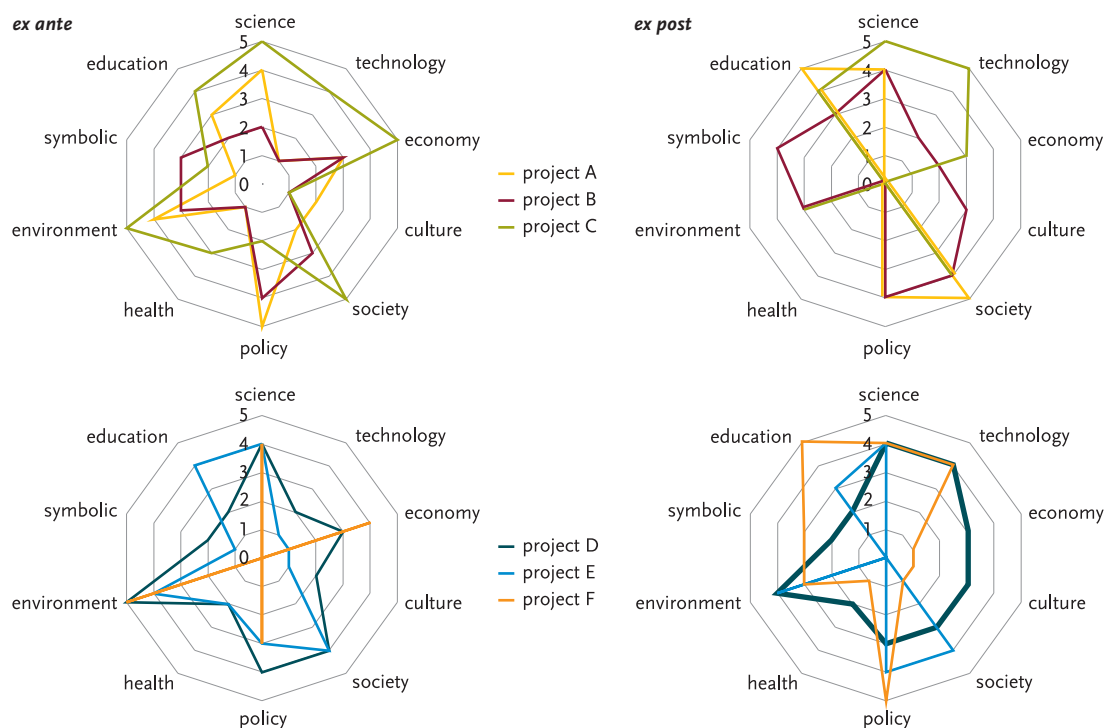 ex ante
science
technology
economy
culture
society
policy
health
environment
symbolic
education
5
4
3
2
1
0
project A
project B
project C
ex post
science
technology
economy
culture
society
policy
health
environment
symbolic
education
5
4
3
2
1
0
science
technology
economy
culture
society
policy
health
environment
symbolic
education
5
4
3
2
1
0
project D
project E
project F
science
technology
economy
culture
society
policy
health
environment
symbolic
education
5
4
3
2
1
0